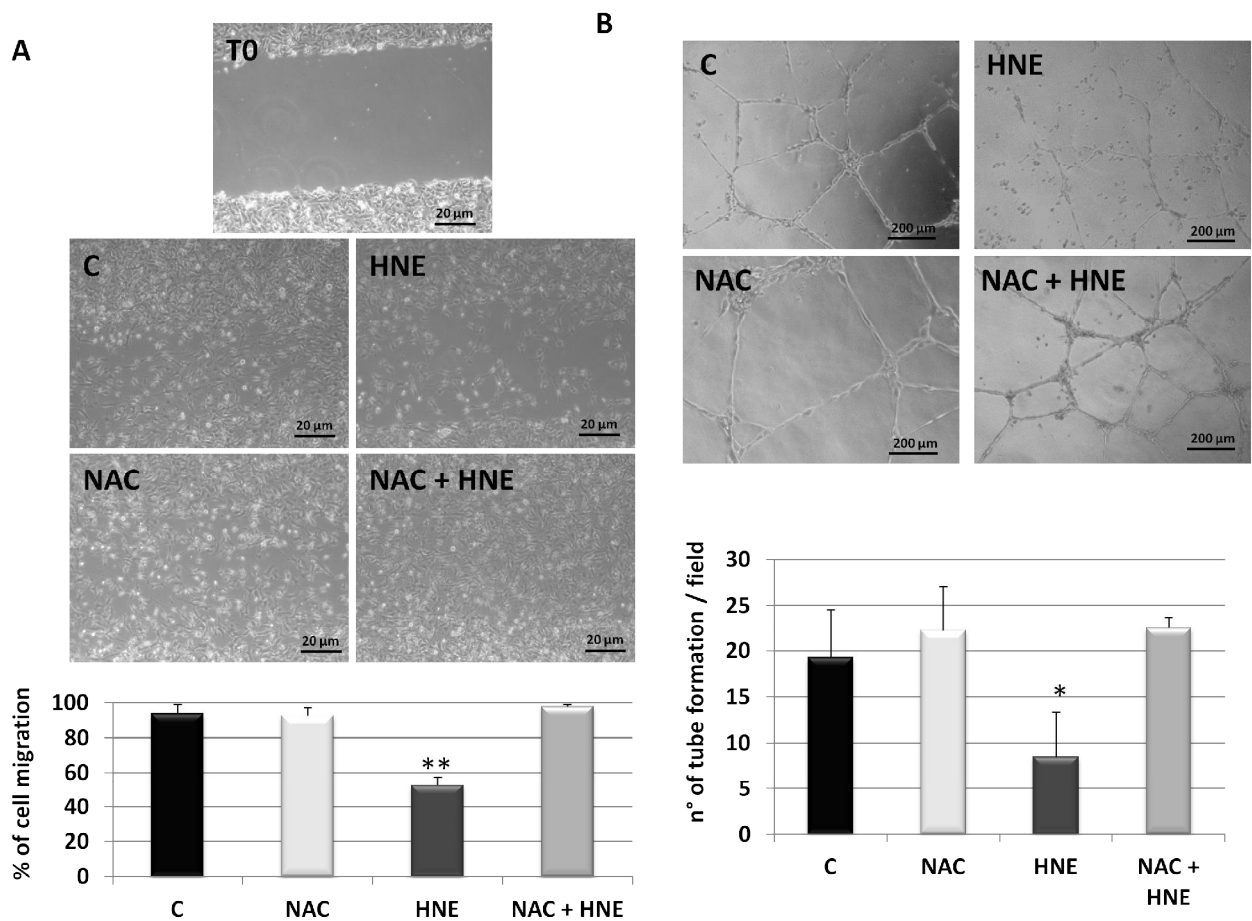 A
T0
20 µm
C
20 µm
HNE
20 µm
NAC
20 µm
NAC + HNE
20 µm
% of cell migration
100
80
60
40
20
0
**
C
NAC
HNE
NAC + HNE
B
C
200 µm
HNE
200 µm
NAC
200 µm
NAC + HNE
200 µm
n° of tube formation / field
30
25
20
15
10
5
0
*
C
NAC
HNE
NAC +
HNE